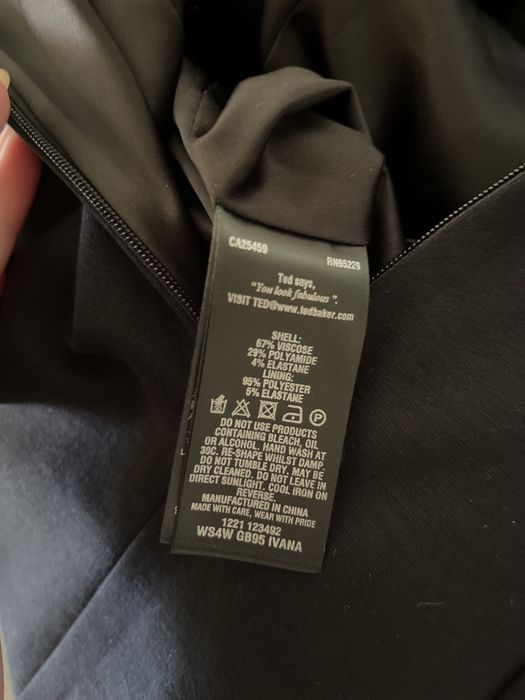 CA25459 RN95229
Ted says,
"You look fabulous".
VISIT TED@www.tedbaker.com
SHELL:
67% VISCOSE
29% POLYAMIDE
4% ELASTANE
LINING:
95% POLYESTER
5% ELASTANE
DO NOT USE PRODUCTS
CONTAINING BLEACH, OIL
OR ALCOHOL. HAND WASH AT
30C. RE-SHAPE WHILST DAMP
DO NOT TUMBLE DRY. MAY BE
DRY CLEANED. DO NOT LEAVE IN
DIRECT SUNLIGHT. COOL IRON ON
REVERSE.
MANUFACTURED IN CHINA
MADE WITH CARE, WEAR WITH PRIDE
1221 123492
WS4W GB95 IVANA